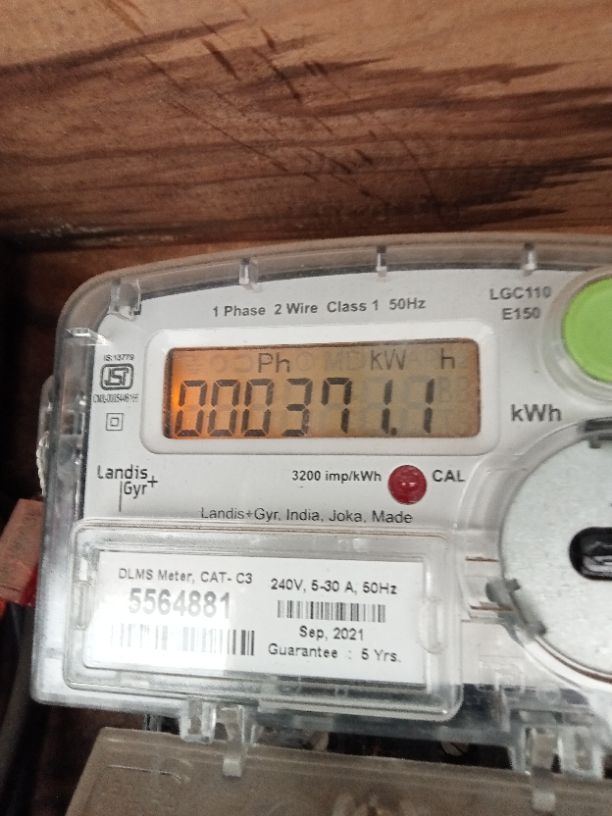 1 Phase 2 Wire Class 1 50Hz
LGC110
E150
IS:13779
ISI
Ph KW h
000371.1
kWh
Landis+
Gyr
3200 imp/kWh
CAL
Landis+Gyr, India, Joka, Made
DLMS Meter, CAT- C3
5564881
240V, 5-30 A, 50Hz
Sep, 2021
Guarantee : 5 Yrs.